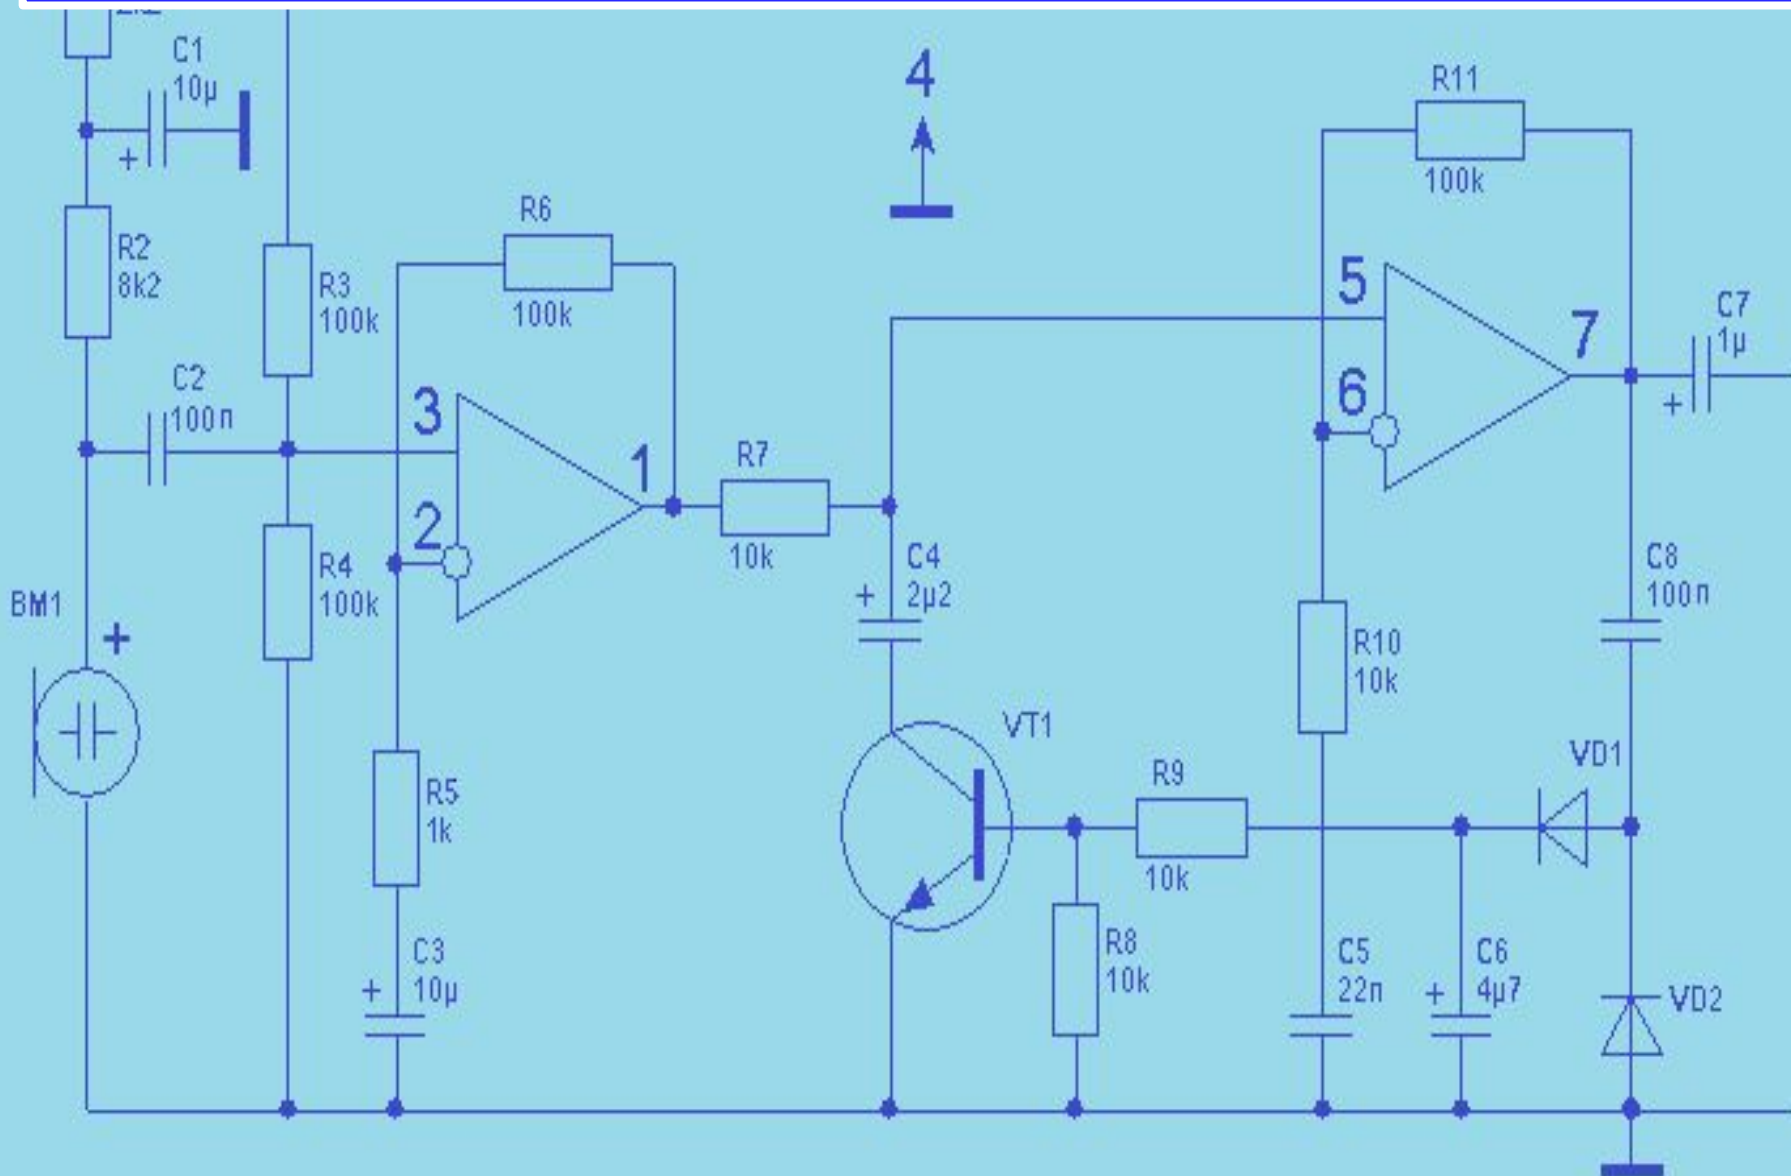 C1
10µ
4
R11
100k
R2
8k2
R6
100k
R3
100k
5
7
C7
1µ
+
6
C2
100n
3
1
R7
10k
2
+
C4
2µ2
C8
100n
R4
100k
BM1
+
R10
10k
VT1
VD1
R5
1k
R9
10k
C3
10µ
+
R8
10k
C5
22n
C6
4µ7
+
VD2
+